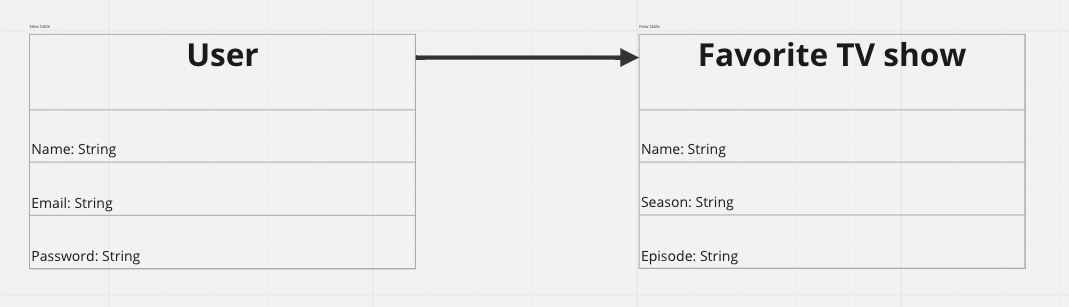 New table
User
Name: String
Email: String
Password: String
New table
Favorite TV show
Name: String
Season: String
Episode: String